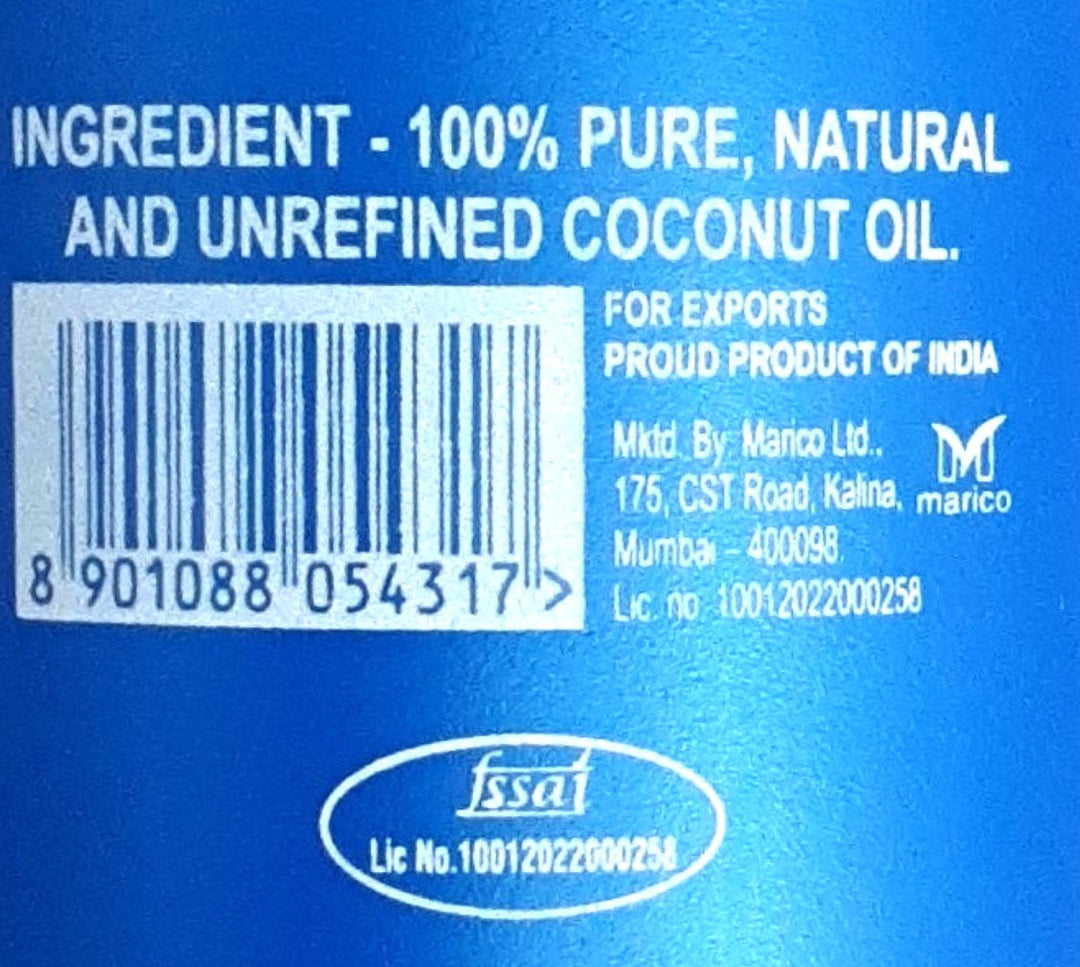 INGREDIENT - 100% PURE, NATURAL
AND UNREFINED COCONUT OIL.
FOR EXPORTS
PROUD PRODUCT OF INDIA
Mktd. By: Marico Ltd.,
175, CST Road, Kalina,
Mumbai - 400098.
Lic. no. 10012022000258
marico
8 901088 054317 >
fssai
Lic No.10012022000258